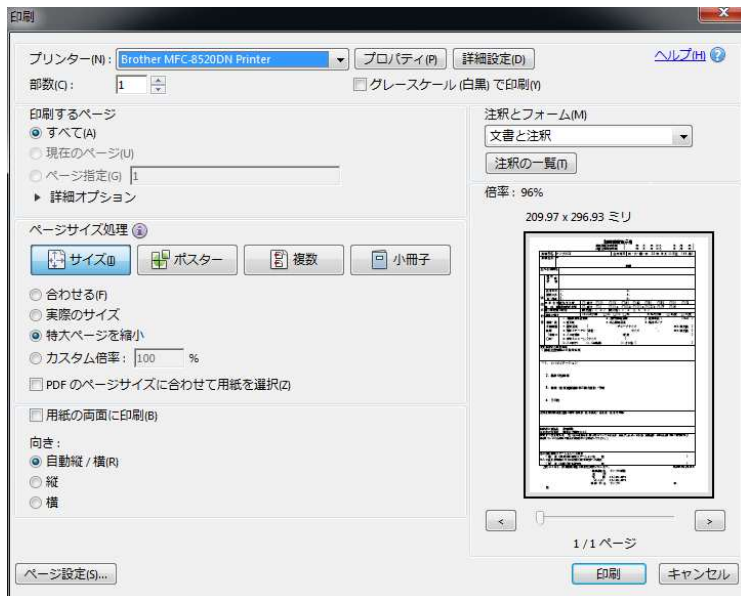 印刷
プリンター(N): Brother MFC-8520DN Printer プロパティ(P) 詳細設定(D) ヘルプ(H)
部数(C): 1 グレースケール (白黒) で印刷(Y)
印刷するページ
すべて(A)
現在のページ(U)
ページ指定(G) 1
詳細オプション
注釈とフォーム(M)
文書と注釈
注釈の一覧(T)
倍率: 96%
209.97 x 296.93 ミリ
ページサイズ処理
サイズ(I) ポスター 複数 小冊子
合わせる(F)
実際のサイズ
特大ページを縮小
カスタム倍率: 100 %
PDF のページサイズに合わせて用紙を選択(Z)
用紙の両面に印刷(B)
向き:
自動縦 / 横(R)
縦
横
< >
1 / 1 ページ
ページ設定(S)... 印刷 キャンセル